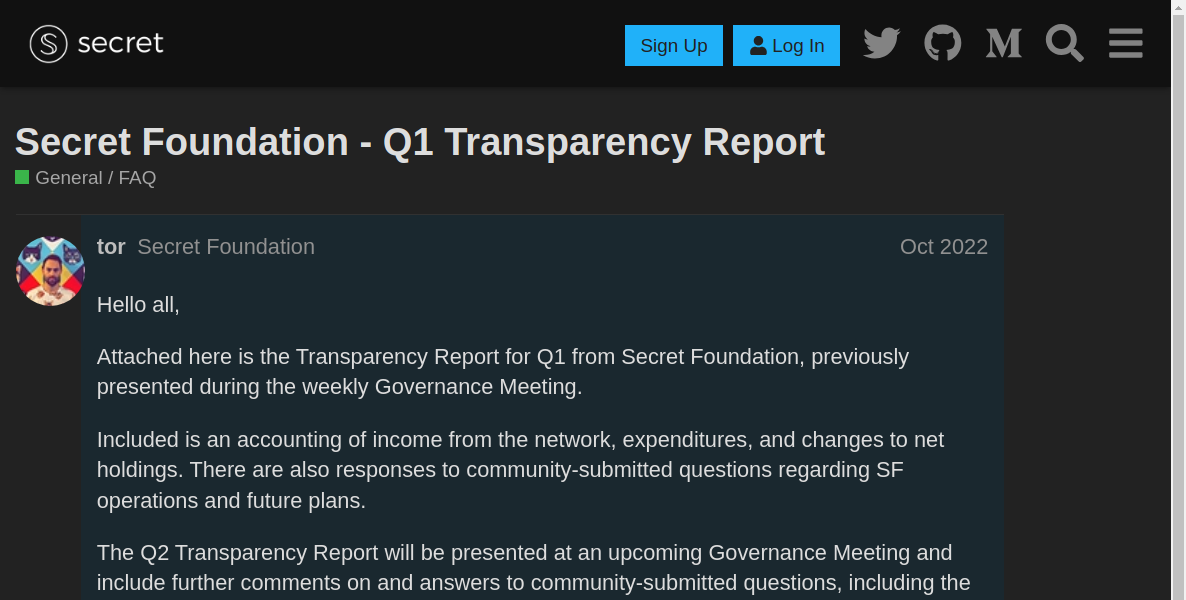 secret
Sign Up
Log In
Secret Foundation - Q1 Transparency Report
General / FAQ
tor Secret Foundation Oct 2022
Hello all,
Attached here is the Transparency Report for Q1 from Secret Foundation, previously
presented during the weekly Governance Meeting.
Included is an accounting of income from the network, expenditures, and changes to net
holdings. There are also responses to community-submitted questions regarding SF
operations and future plans.
The Q2 Transparency Report will be presented at an upcoming Governance Meeting and
include further comments on and answers to community-submitted questions, including the